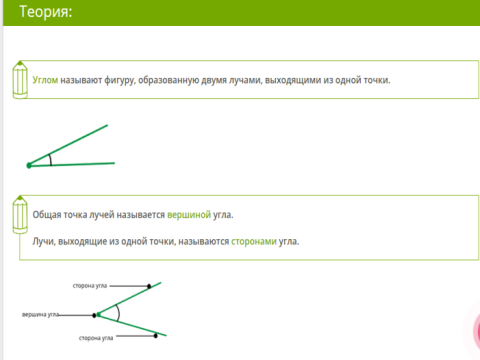 Теория:
Углом называют фигуру, образованную двумя лучами, выходящими из одной точки.
Общая точка лучей называется вершиной угла.
Лучи, выходящие из одной точки, называются сторонами угла.
сторона угла
вершина угла
сторона угла